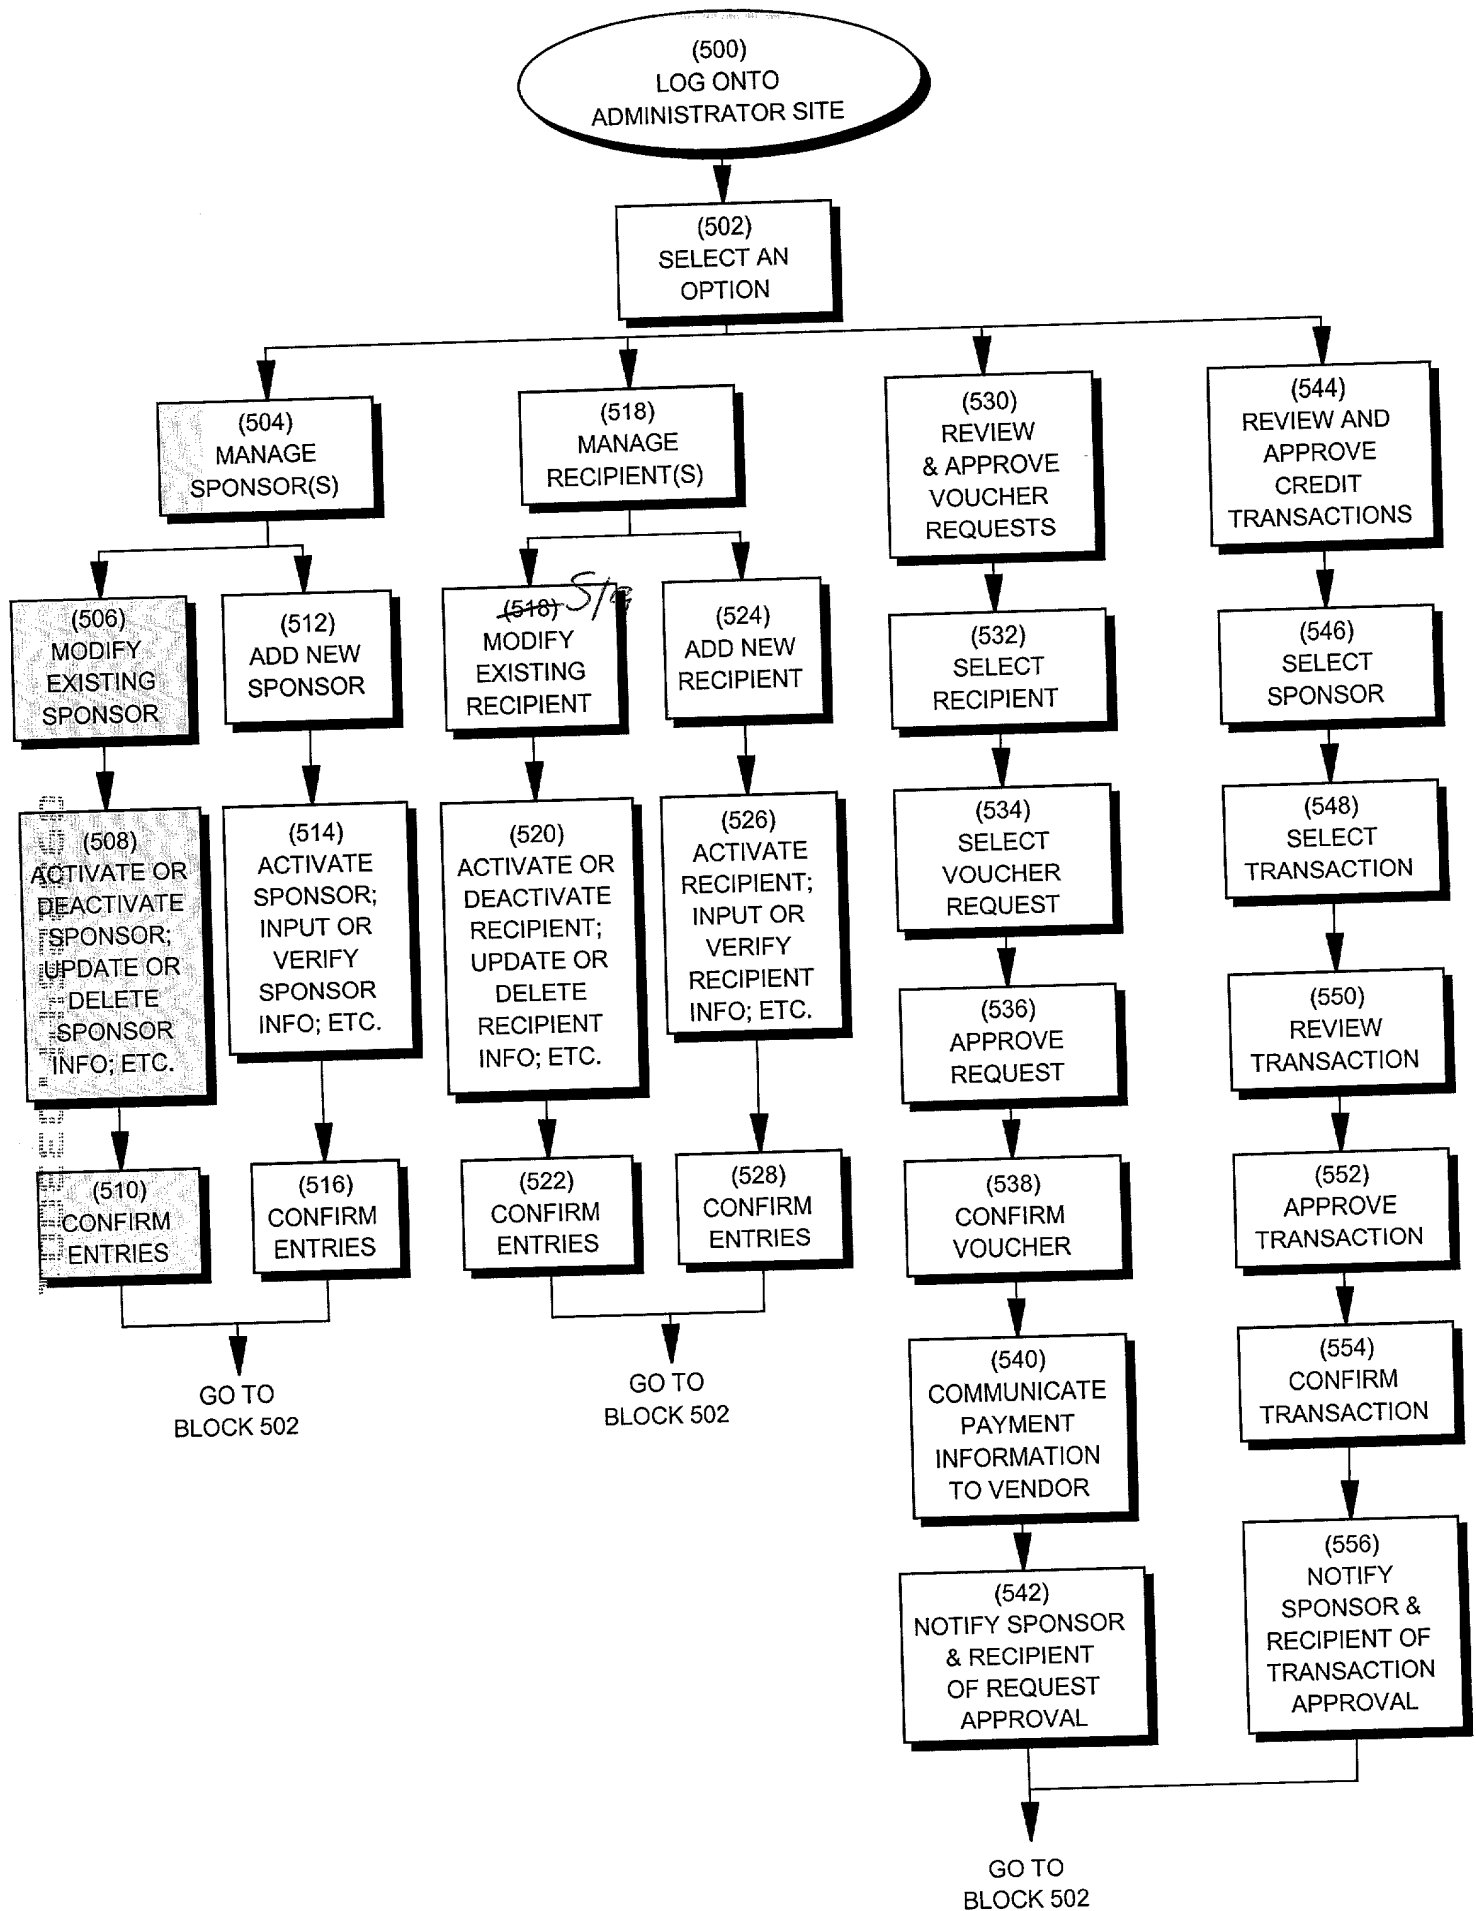 (500)
LOG ONTO
ADMINISTRATOR SITE
(502)
SELECT AN
OPTION
(504)
MANAGE
SPONSOR(S)
(506)
MODIFY
EXISTING
SPONSOR
(508)
ACTIVATE OR
DEACTIVATE
SPONSOR;
UPDATE OR
DELETE
SPONSOR
INFO; ETC.
(510)
CONFIRM
ENTRIES
(512)
ADD NEW
SPONSOR
(514)
ACTIVATE
SPONSOR;
INPUT OR
VERIFY
SPONSOR
INFO; ETC.
(516)
CONFIRM
ENTRIES
GO TO
BLOCK 502
(518)
MANAGE
RECIPIENT(S)
(518)
MODIFY
EXISTING
RECIPIENT
(520)
ACTIVATE OR
DEACTIVATE
RECIPIENT;
UPDATE OR
DELETE
RECIPIENT
INFO; ETC.
(522)
CONFIRM
ENTRIES
(524)
ADD NEW
RECIPIENT
(526)
ACTIVATE
RECIPIENT;
INPUT OR
VERIFY
RECIPIENT
INFO; ETC.
(528)
CONFIRM
ENTRIES
GO TO
BLOCK 502
(530)
REVIEW
& APPROVE
VOUCHER
REQUESTS
(532)
SELECT
RECIPIENT
(534)
SELECT
VOUCHER
REQUEST
(536)
APPROVE
REQUEST
(538)
CONFIRM
VOUCHER
(540)
COMMUNICATE
PAYMENT
INFORMATION
TO VENDOR
(542)
NOTIFY SPONSOR
& RECIPIENT
OF REQUEST
APPROVAL
(544)
REVIEW AND
APPROVE
CREDIT
TRANSACTIONS
(546)
SELECT
SPONSOR
(548)
SELECT
TRANSACTION
(550)
REVIEW
TRANSACTION
(552)
APPROVE
TRANSACTION
(554)
CONFIRM
TRANSACTION
(556)
NOTIFY
SPONSOR &
RECIPIENT OF
TRANSACTION
APPROVAL
GO TO
BLOCK 502